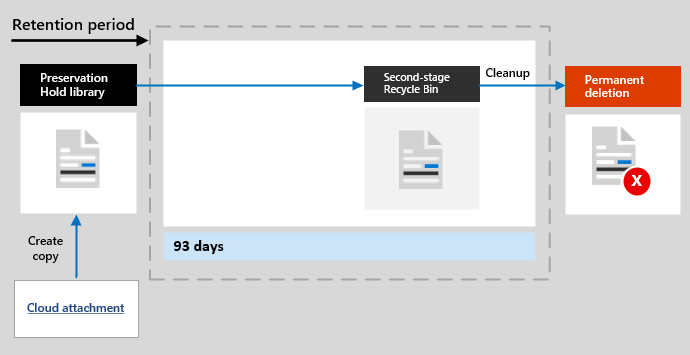 Retention period
Preservation
Hold library
Second-stage
Recycle Bin
Cleanup
Permanent
deletion
X
Create
copy
93 days
Cloud attachment